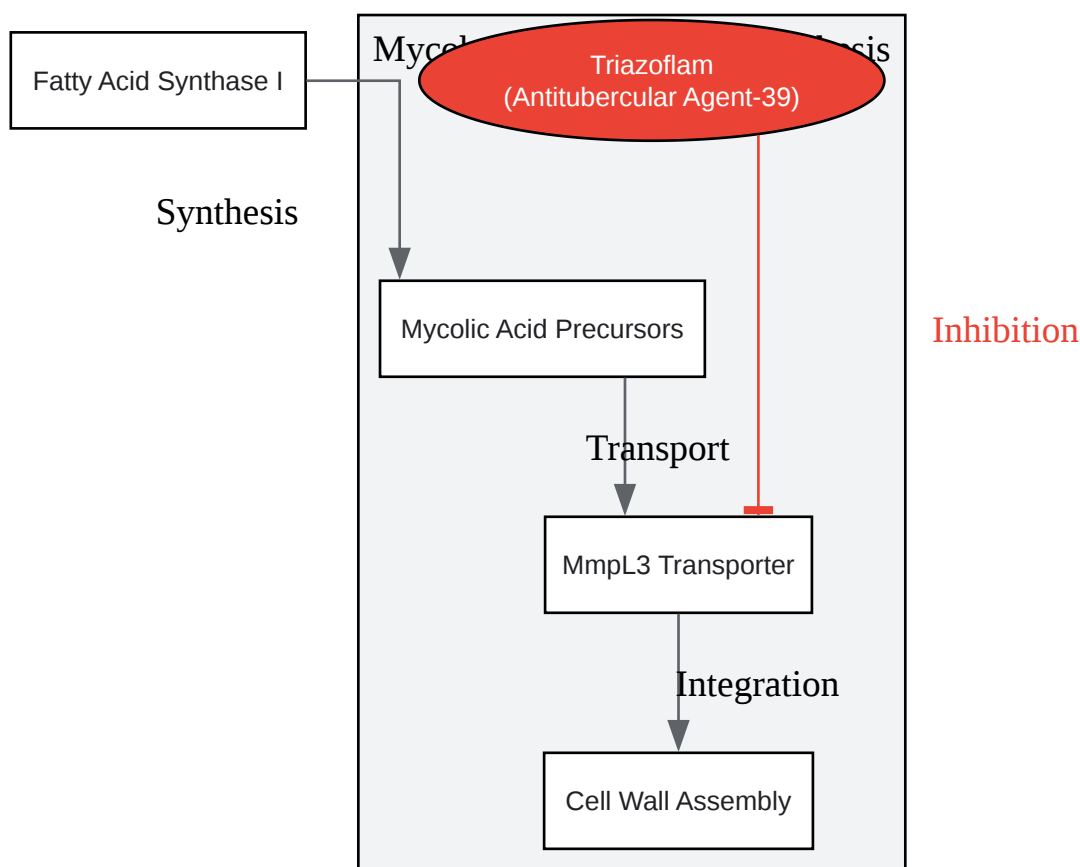 Fatty Acid Synthase I
Triazoflam
(Antitubercular Agent-39)
Synthesis
Mycolic Acid Precursors
Inhibition
Transport
MmpL3 Transporter
Integration
Cell Wall Assembly